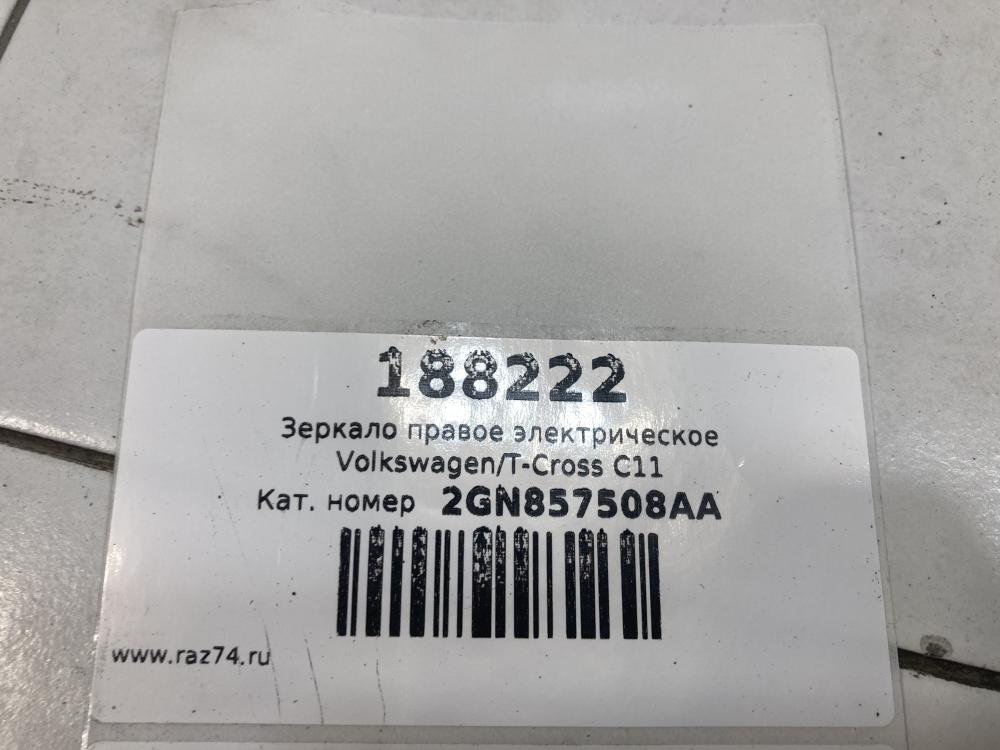 188222
Зеркало правое электрическое
Volkswagen/T-Cross C11
Кат. номер 2GN857508AA
www.raz74.ru